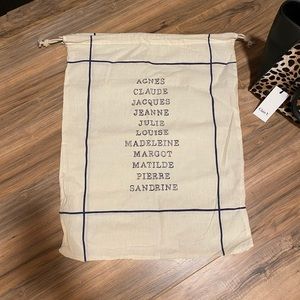 AGNES
CLAUDE
JACQUES
JEANNE
JULIE
LOUISE
MADELEINE
MARGOT
MATILDE
PIERRE
SANDRINE